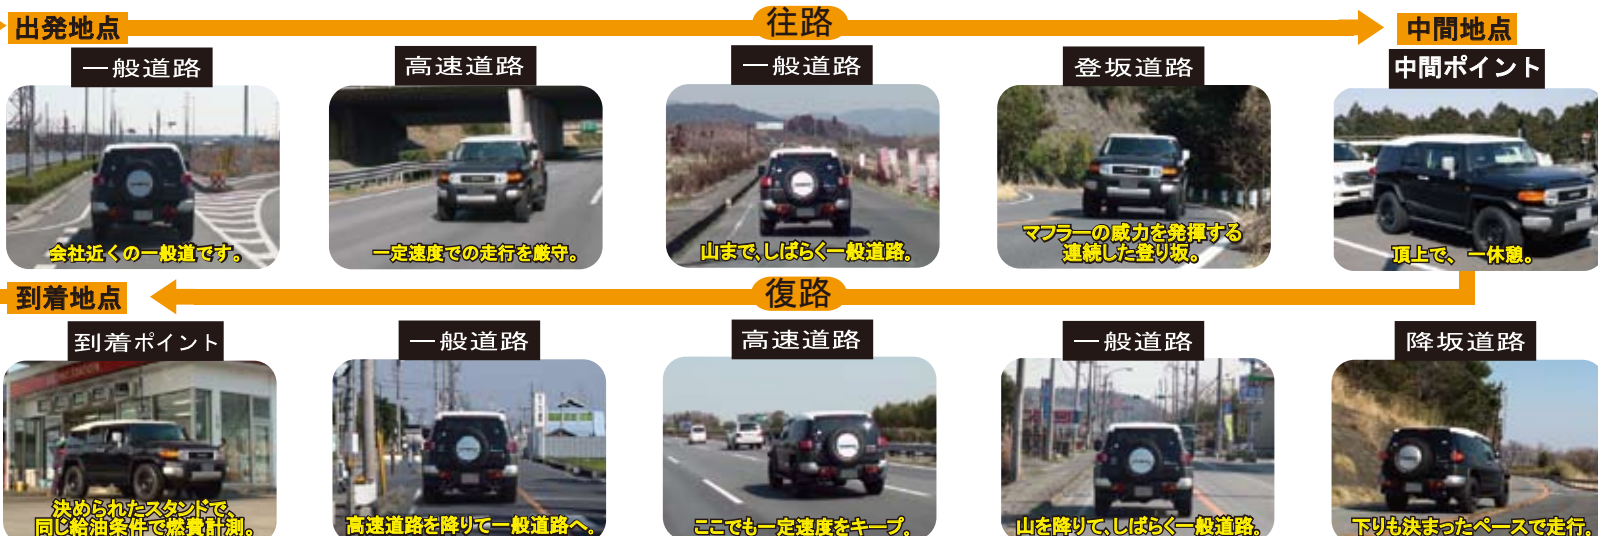 出発地点
往路
中間地点
一般道路
高速道路
一般道路
登坂道路
中間ポイント
会社近くの一般道です。
一定速度での走行を厳守。
山まで、しばらく一般道路。
マフラーの威力を発揮する
連続した登り坂。
頂上で、一休憩。
到着地点
復路
到着ポイント
一般道路
高速道路
一般道路
降坂道路
決められたスタンドで、
同じ給油条件で燃費計測。
高速道路を降りて一般道路へ。
ここでも一定速度をキープ。
山を降りて、しばらく一般道路。
下りも決まったペースで走行。